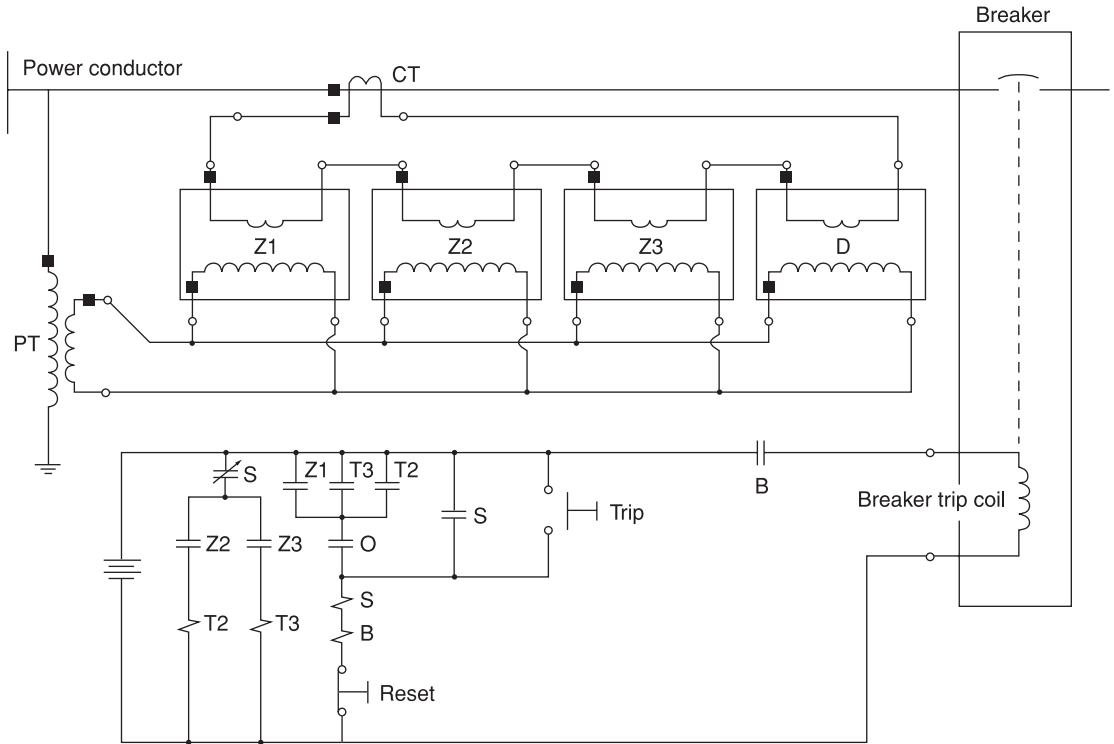 Breaker
Power conductor
CT
Z1
Z2
Z3
D
PT
S
Z1
T3
T2
B
Z2
Z3
O
S
Trip
Breaker trip coil
S
T2
T3
B
Reset